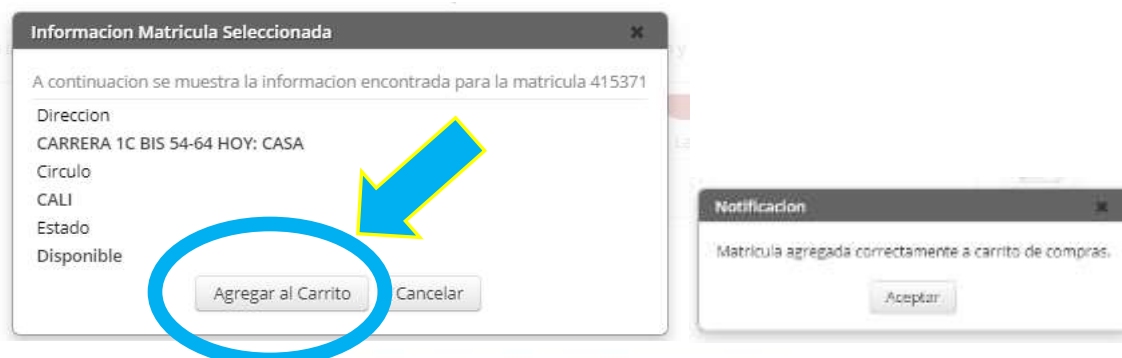 Informacion Matricula Seleccionada
A continuacion se muestra la informacion encontrada para la matricula 415371
Direccion
CARRERA 1C BIS 54-64 HOY: CASA
Circulo
CALI
Estado
Disponible
Agregar al Carrito
Cancelar
Notificacion
Matricula agregada correctamente a carrito de compras.
Aceptar